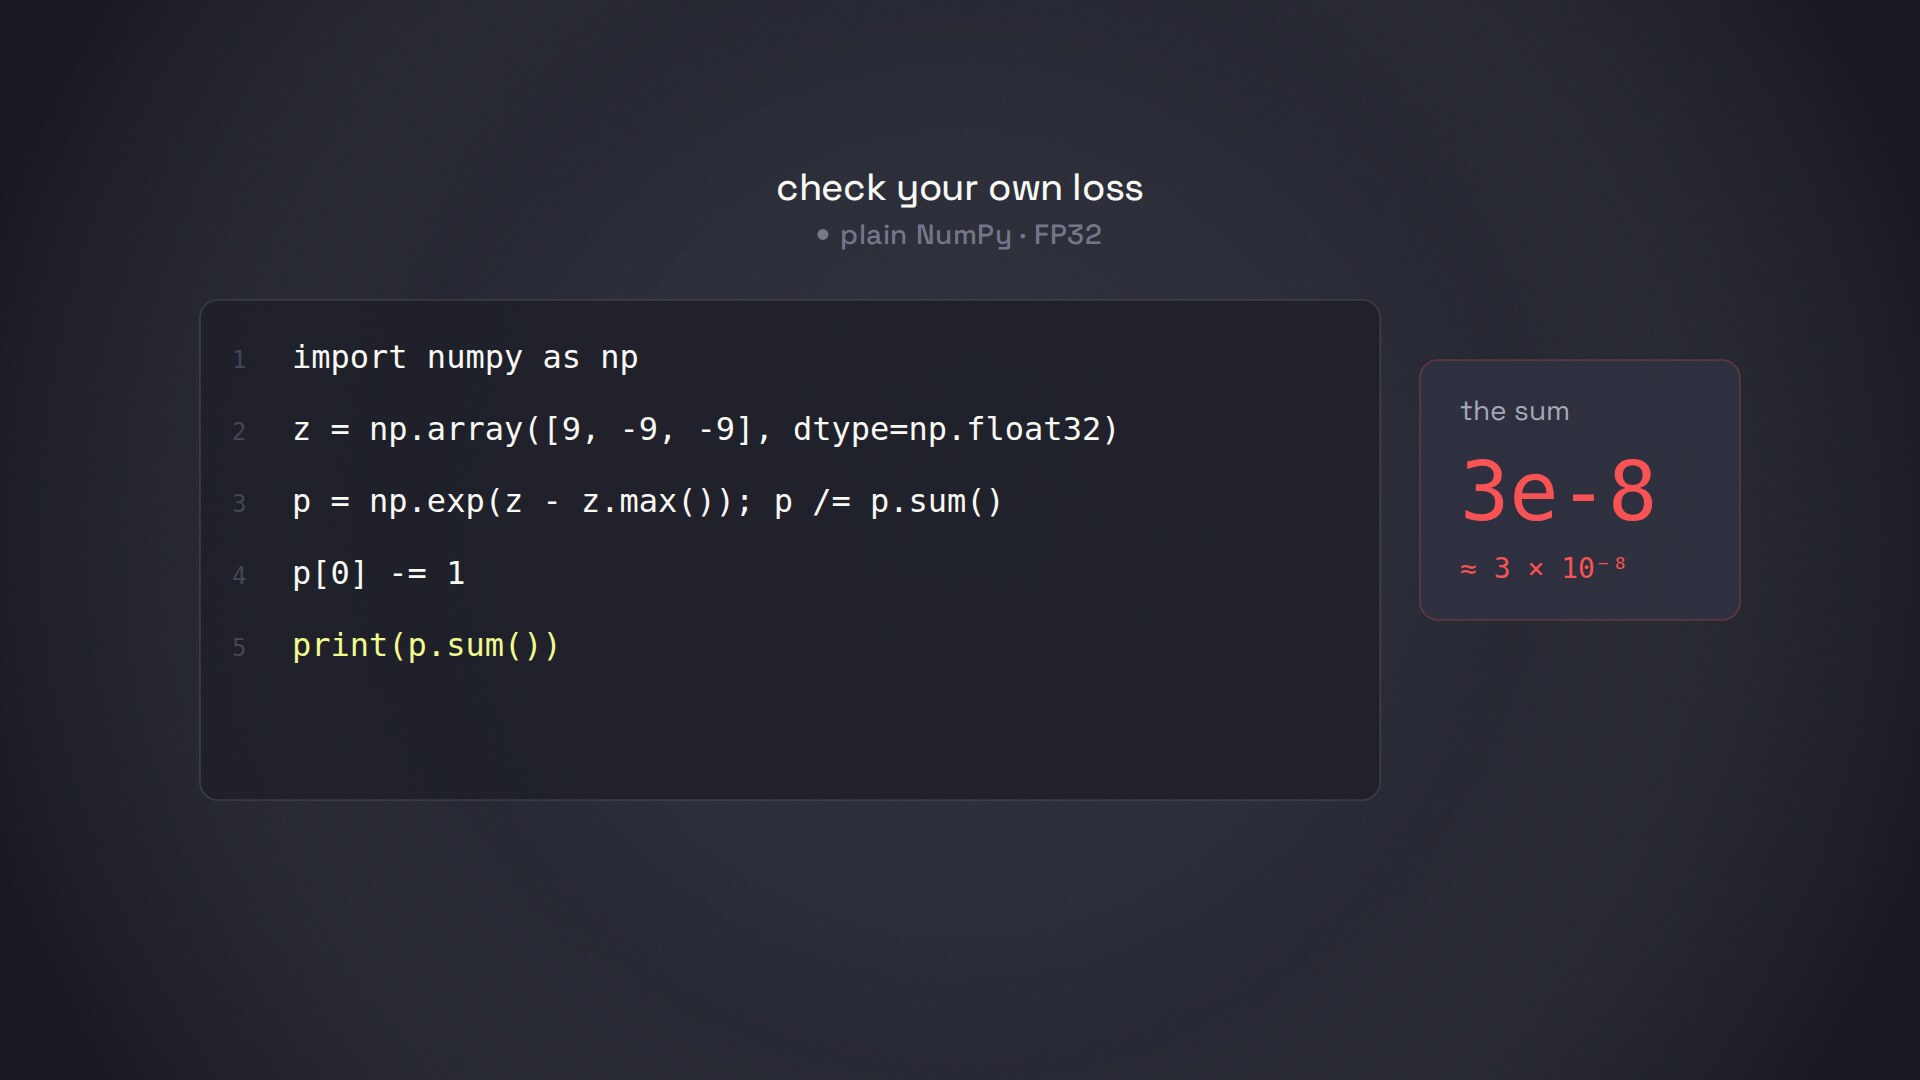 check your own loss
• plain NumPy · FP32
1 import numpy as np
2 z = np.array([9, -9, -9], dtype=np.float32)
3 p = np.exp(z - z.max()); p /= p.sum()
4 p[0] -= 1
5 print(p.sum())
the sum
3e-8
≈ 3 × 10⁻⁸